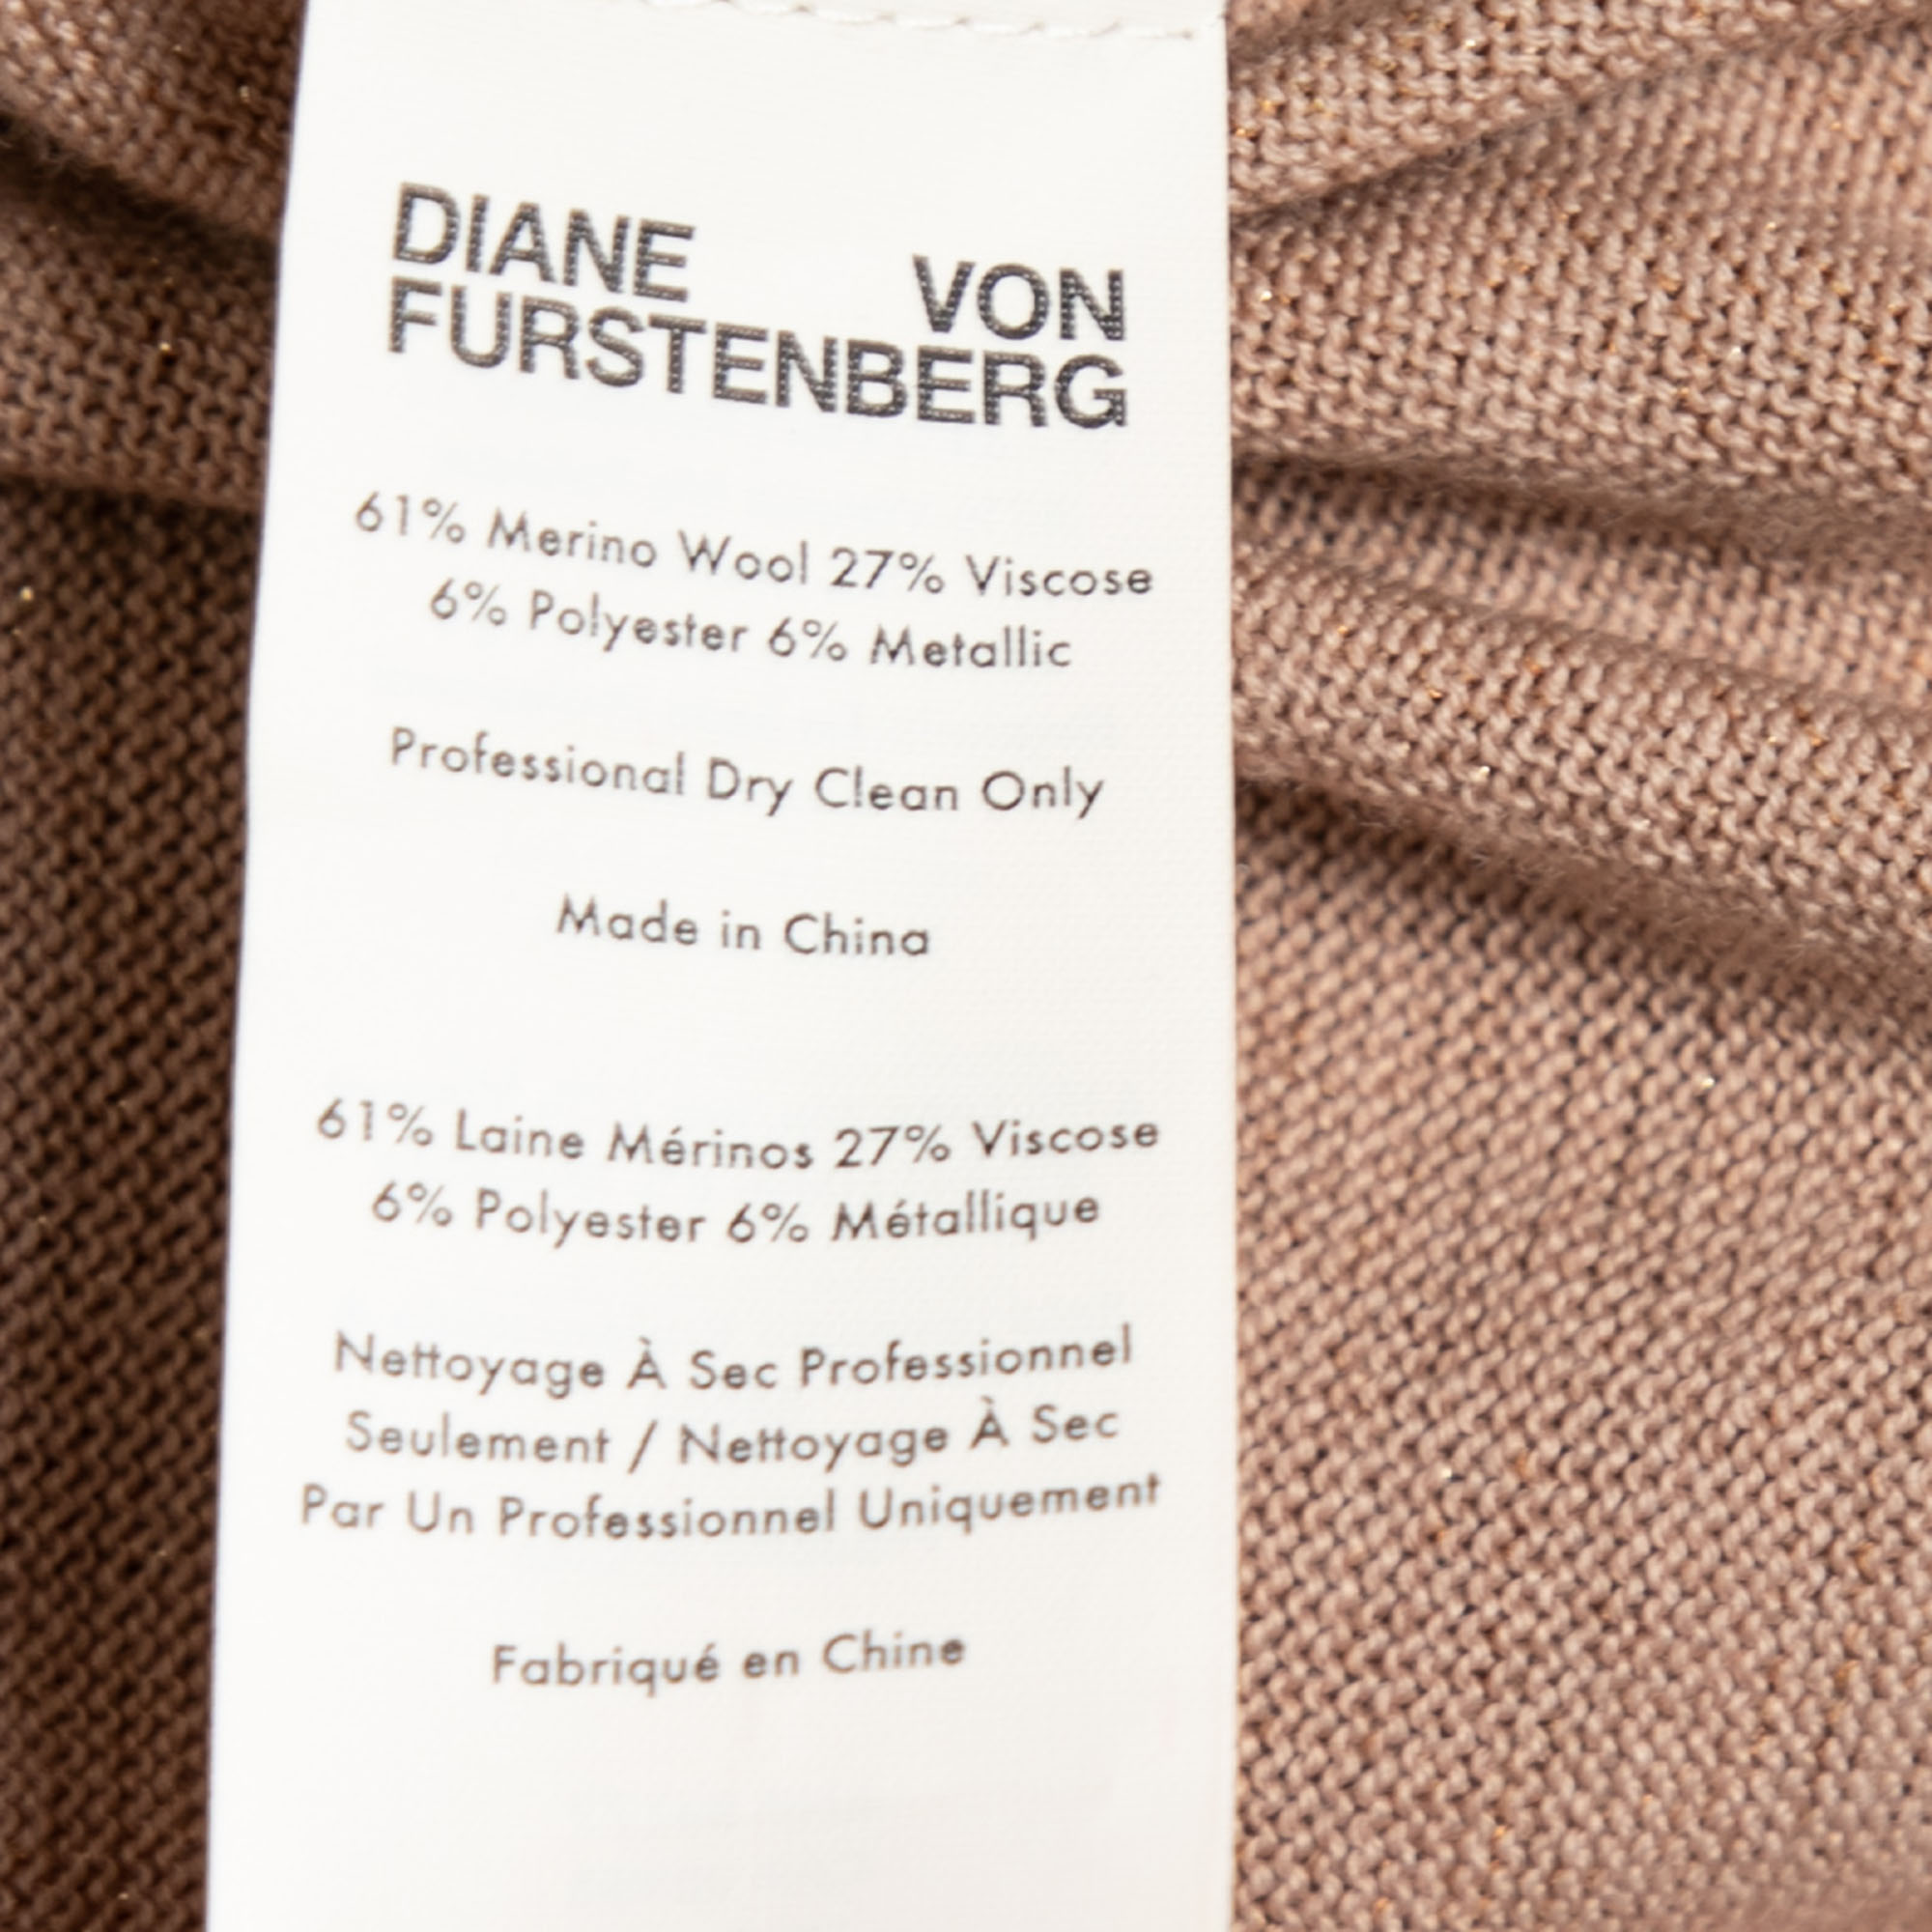 DIANE VON
FURSTENBERG
61% Merino Wool 27% Viscose
6% Polyester 6% Metallic
Professional Dry Clean Only
Made in China
61% Laine Mérinos 27% Viscose
6% Polyester 6% Métallique
Nettoyage À Sec Professionnel
Seulement / Nettoyage À Sec
Par Un Professionnel Uniquement
Fabriqué en Chine